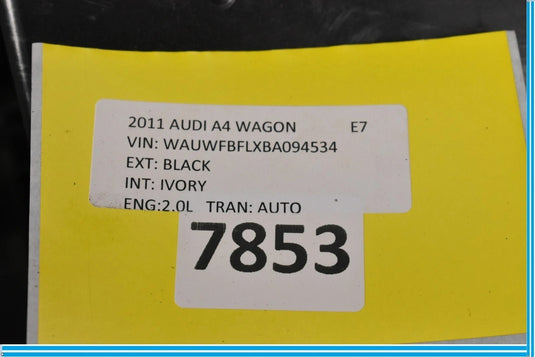 2011 AUDI A4 WAGON E7
VIN: WAUWFBFLXBA094534
EXT: BLACK
INT: IVORY
ENG:2.0L TRAN: AUTO
7853